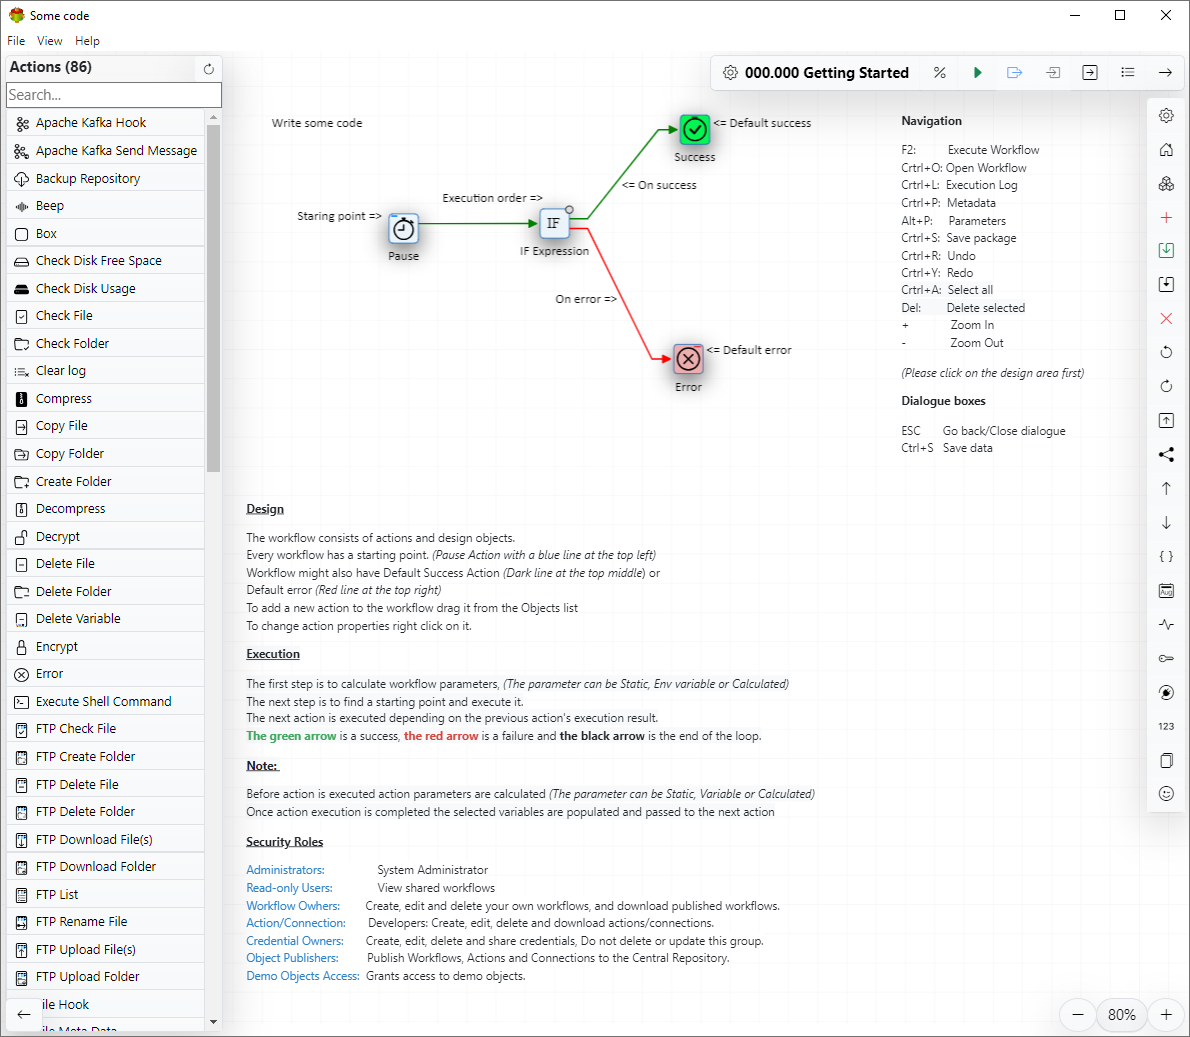 Some code
File View Help
Actions (86)
Search...
Apache Kafka Hook
Apache Kafka Send Message
Backup Repository
Beep
Box
Check Disk Free Space
Check Disk Usage
Check File
Check Folder
Clear log
Compress
Copy File
Copy Folder
Create Folder
Decompress
Decrypt
Delete File
Delete Folder
Delete Variable
Encrypt
Error
Execute Shell Command
FTP Check File
FTP Create Folder
FTP Delete File
FTP Delete Folder
FTP Download File(s)
FTP Download Folder
FTP List
FTP Rename File
FTP Upload File(s)
FTP Upload Folder
ile Hook
ile Meta Data
000.000 Getting Started
Write some code
<= Default success
Success
<= On success
Execution order =>
Staring point =>
Pause
IF
IF Expression
On error =>
<= Default error
Error
Navigation
F2: Execute Workflow
Crtrl+O: Open Workflow
Crtrl+L: Execution Log
Crtrl+P: Metadata
Alt+P: Parameters
Crtrl+S: Save package
Crtrl+R: Undo
Crtrl+Y: Redo
Crtrl+A: Select all
Del: Delete selected
+ Zoom In
- Zoom Out
(Please click on the design area first)
Dialogue boxes
ESC Go back/Close dialogue
Ctrl+S Save data
Design
The workflow consists of actions and design objects.
Every workflow has a starting point. (Pause Action with a blue line at the top left)
Workflow might also have Default Success Action (Dark line at the top middle) or
Default error (Red line at the top right)
To add a new action to the workflow drag it from the Objects list
To change action properties right click on it.
Execution
The first step is to calculate workflow parameters, (The parameter can be Static, Env variable or Calculated)
The next step is to find a starting point and execute it.
The next action is executed depending on the previous action's execution result.
The green arrow is a success, the red arrow is a failure and the black arrow is the end of the loop.
Note:
Before action is executed action parameters are calculated (The parameter can be Static, Variable or Calculated)
Once action execution is completed the selected variables are populated and passed to the next action
Security Roles
Administrators: System Administrator
Read-only Users: View shared workflows
Workflow Owhers: Create, edit and delete your own workflows, and download published workflows.
Action/Connection: Developers: Create, edit, delete and download actions/connections.
Credential Owners: Create, edit, delete and share credentials, Do not delete or update this group.
Object Publishers: Publish Workflows, Actions and Connections to the Central Repository.
Demo Objects Access: Grants access to demo objects.
{ }
Aug
123
80%